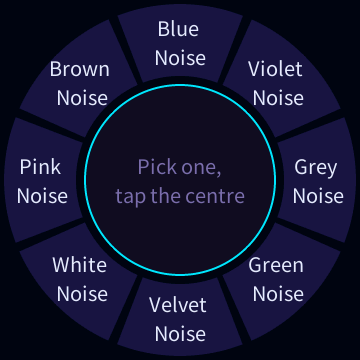 Blue
Noise
Violet
Noise
Grey
Noise
Green
Noise
Velvet
Noise
White
Noise
Pink
Noise
Brown
Noise
Pick one,
tap the centre